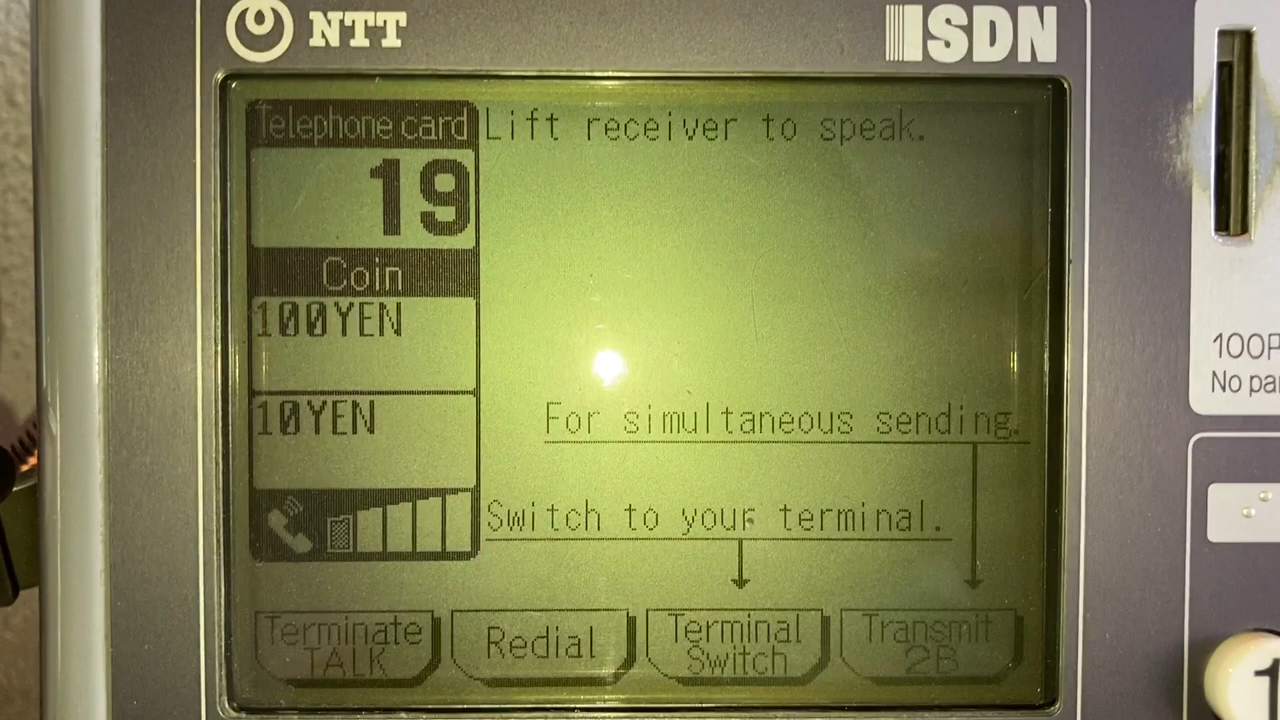 NTT
ISDN
Telephone card
19
Coin
100YEN
10YEN
Lift receiver to speak.
For simultaneous sending.
Switch to your terminal.
Terminate
TALK
Redial
Terminal
Switch
Transmit
2B
100P
No pa
1